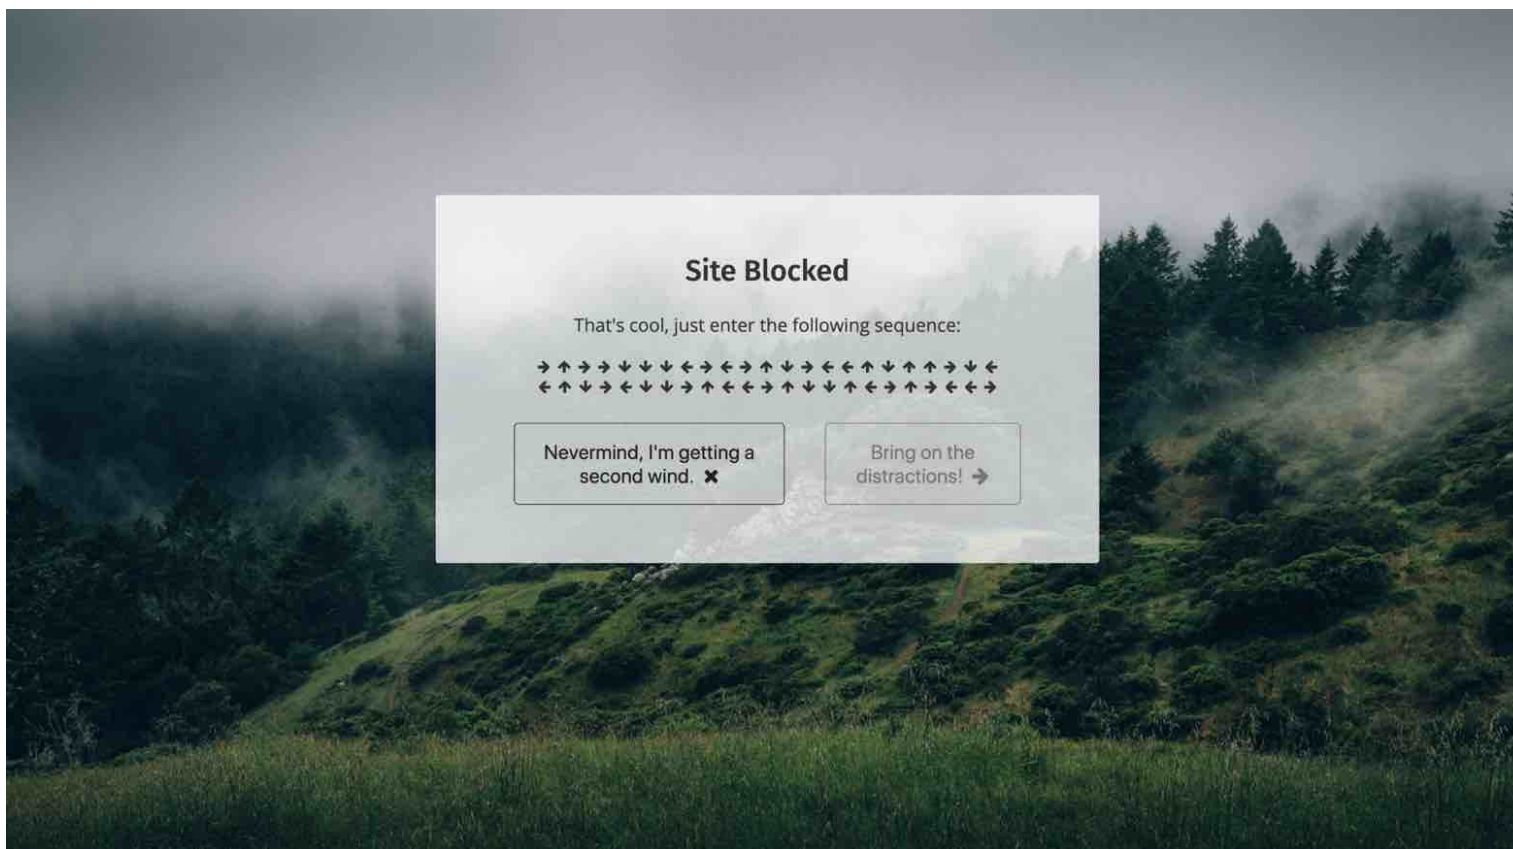 Site Blocked
That's cool, just enter the following sequence:
→ ↑ → → ↓ ↓ ↓ ← → ← → ↑ ↓ → ← ← ↑ ↓ ↑ ↑ → ↓ ←
← ↑ ↓ → ← ↓ ↓ → ↑ ← ← → ↑ ↓ ↓ ↑ ← → ↑ → ← ← →
Nevermind, I'm getting a
second wind. ✖
Bring on the
distractions! →